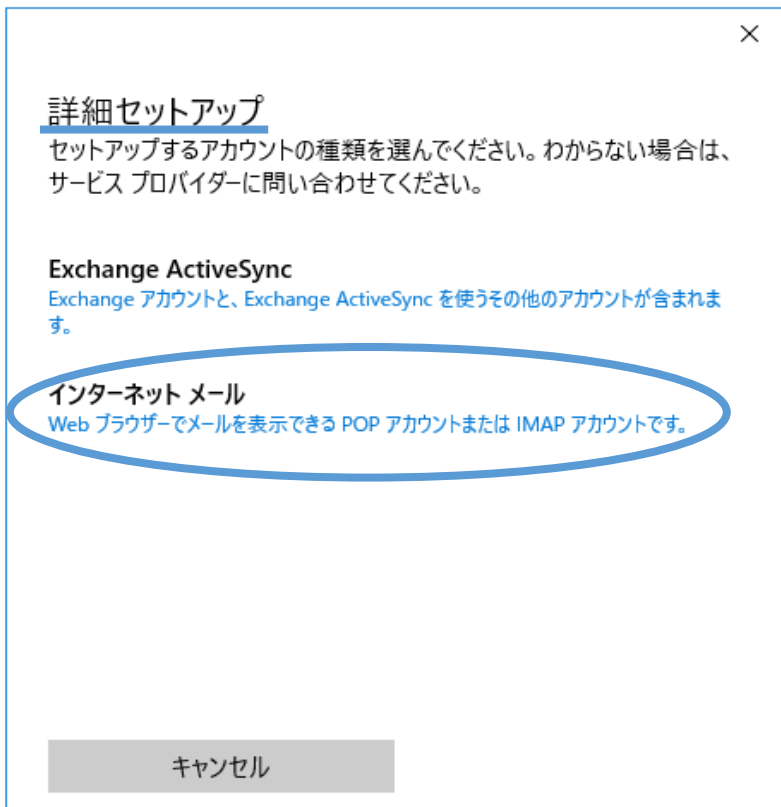 詳細セットアップ
セットアップするアカウントの種類を選んでください。わからない場合は、
サービス プロバイダーに問い合わせてください。
Exchange ActiveSync
Exchange アカウントと、Exchange ActiveSync を使うその他のアカウントが含まれま
す。
インターネット メール
Web ブラウザーでメールを表示できる POP アカウントまたは IMAP アカウントです。
キャンセル